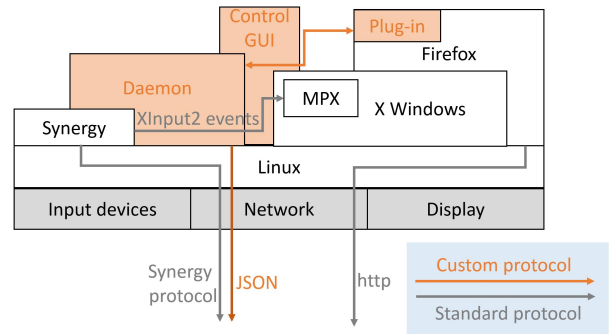 Control
GUI
Plug-in
Firefox
Daemon
MPX
X Windows
XInput2 events
Synergy
Linux
Input devices
Network
Display
Synergy
protocol
JSON
http
Custom protocol
Standard protocol